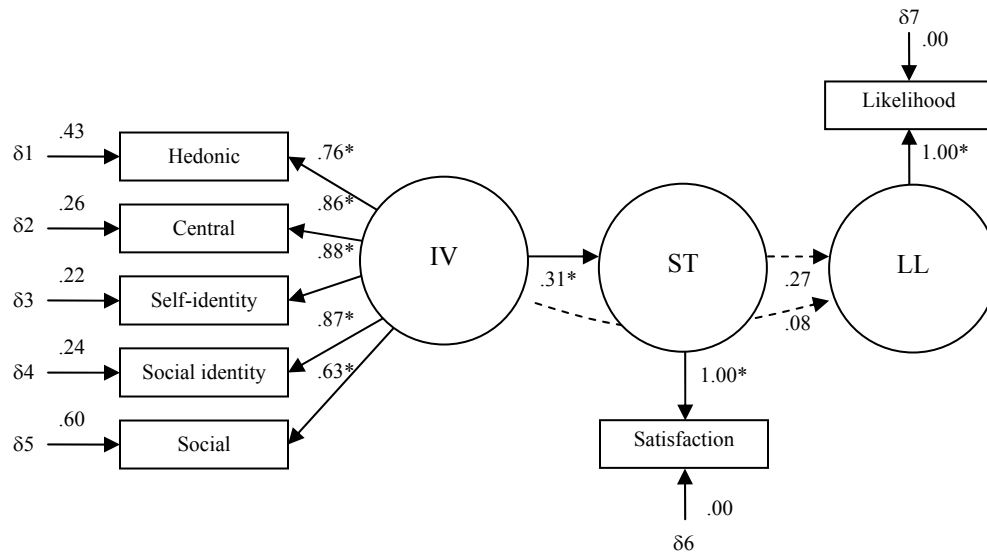 δ7
.00
Likelihood
1.00*
.43
δ1
Hedonic
.76*
.26
δ2
Central
.86*
.22
δ3
Self-identity
.88*
.24
δ4
Social identity
.87*
.60
δ5
Social
.63*
IV
.31*
ST
.27
.08
LL
1.00*
Satisfaction
.00
δ6